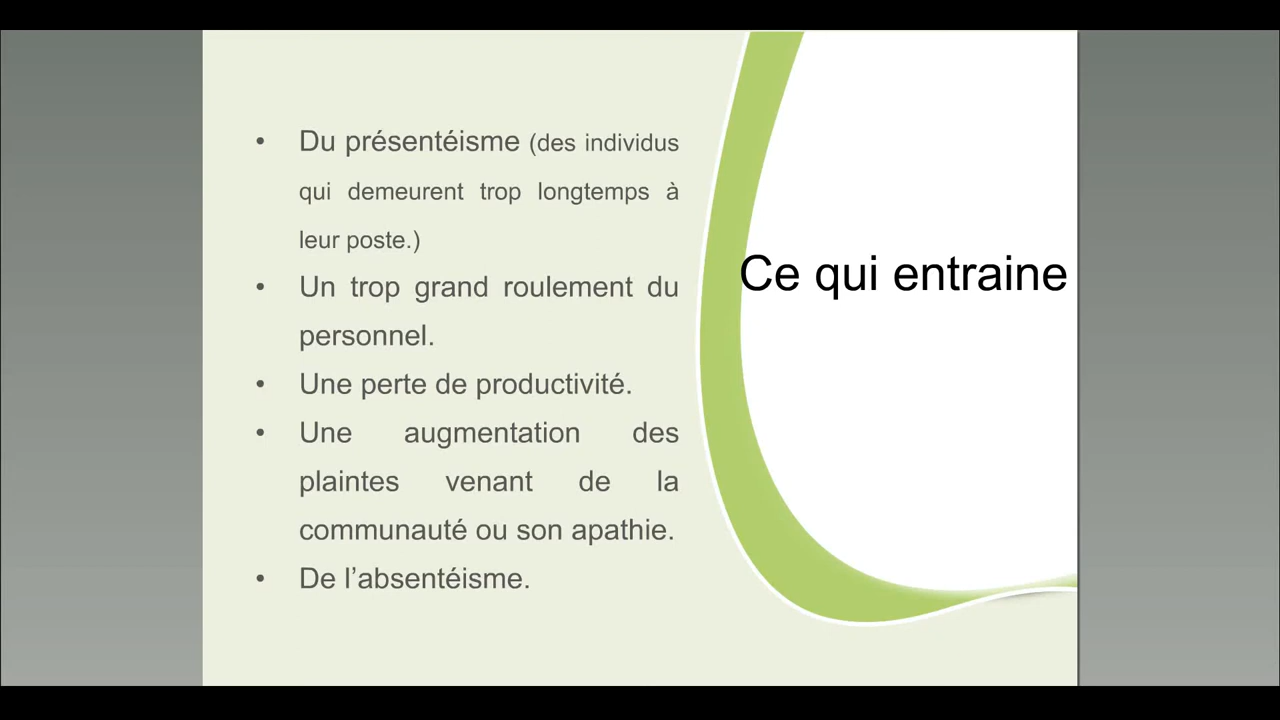 Ce qui entraine
• Du présentéisme (des individus
qui demeurent trop longtemps à
leur poste.)
• Un trop grand roulement du
personnel.
• Une perte de productivité.
• Une augmentation des
plaintes venant de la
communauté ou son apathie.
• De l’absentéisme.